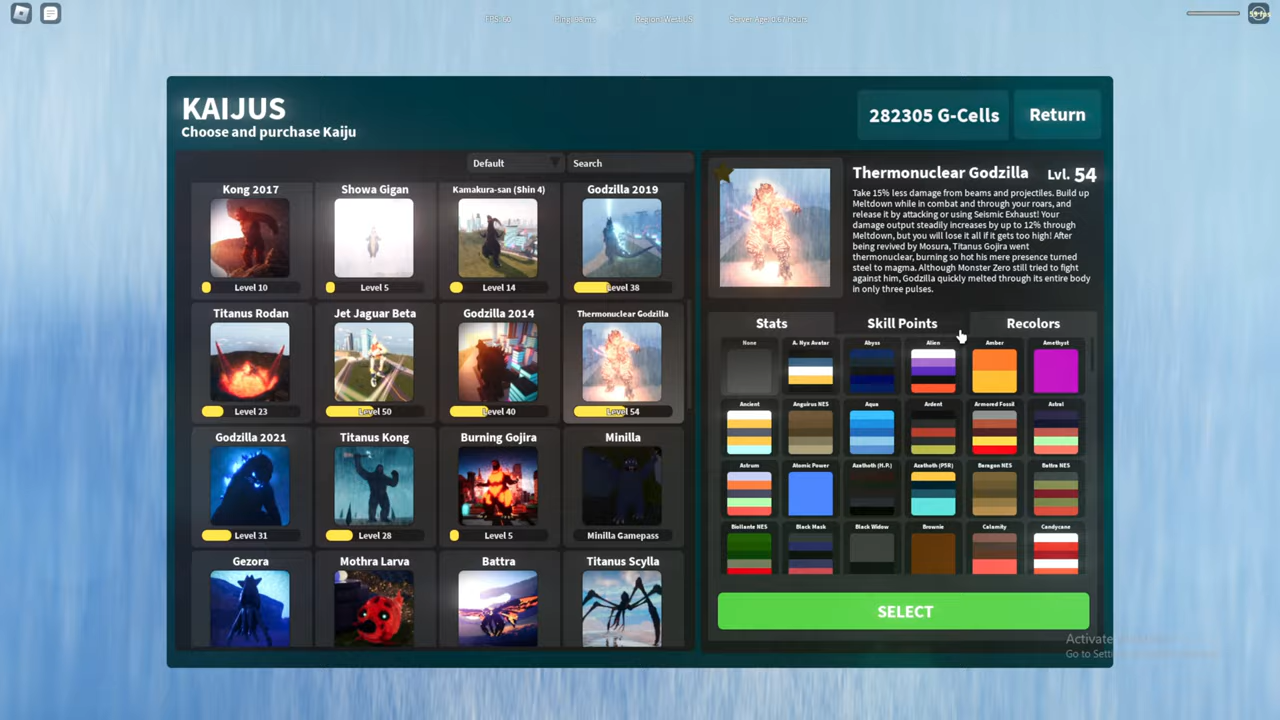 FPS: 60
Region: West US
KAIJUS
Choose and purchase Kaiju
282305 G-Cells
Return
Default
Search
Kong 2017
Showa Gigan
Kamakura-san (Shin 4)
Godzilla 2019
Level 10
Level 5
Level 14
Level 38
Titanus Rodan
Jet Jaguar Beta
Godzilla 2014
Thermonuclear Godzilla
Level 23
Level 50
Level 40
Level 54
Godzilla 2021
Titanus Kong
Burning Gojira
Minilla
Level 31
Level 28
Level 5
Minilla Gamepass
Gezora
Mothra Larva
Battra
Titanus Scylla
Thermonuclear Godzilla
Lvl. 54
Take 15% less damage from beams and projectiles. Build up
Meltdown while in combat and through your roars, and
release it by attacking or using Seismic Exhaust! Your
damage output steadily increases by up to 12% through
Meltdown, but you will lose it all if it gets too high! After
being revived by Mosura, Titanus Gojira went
thermonuclear, burning so hot his mere presence turned
steel to magma. Although Monster Zero still tried to fight
against him, Godzilla quickly melted through its entire body
in only three pulses.
Stats
Skill Points
Recolors
None
A. Nyx Avatar
Abyss
Alien
Amber
Amethyst
Ancient
Anguirus NES
Aqua
Ardent
Armored Fossil
Astral
Astrum
Atomic Power
Azathoth (H.P.)
Azathoth (P5R)
Baragon NES
Battra NES
Biollante NES
Black Mask
Black Widow
Brownie
Calamity
Candycane
SELECT
Activate
Go to Sett